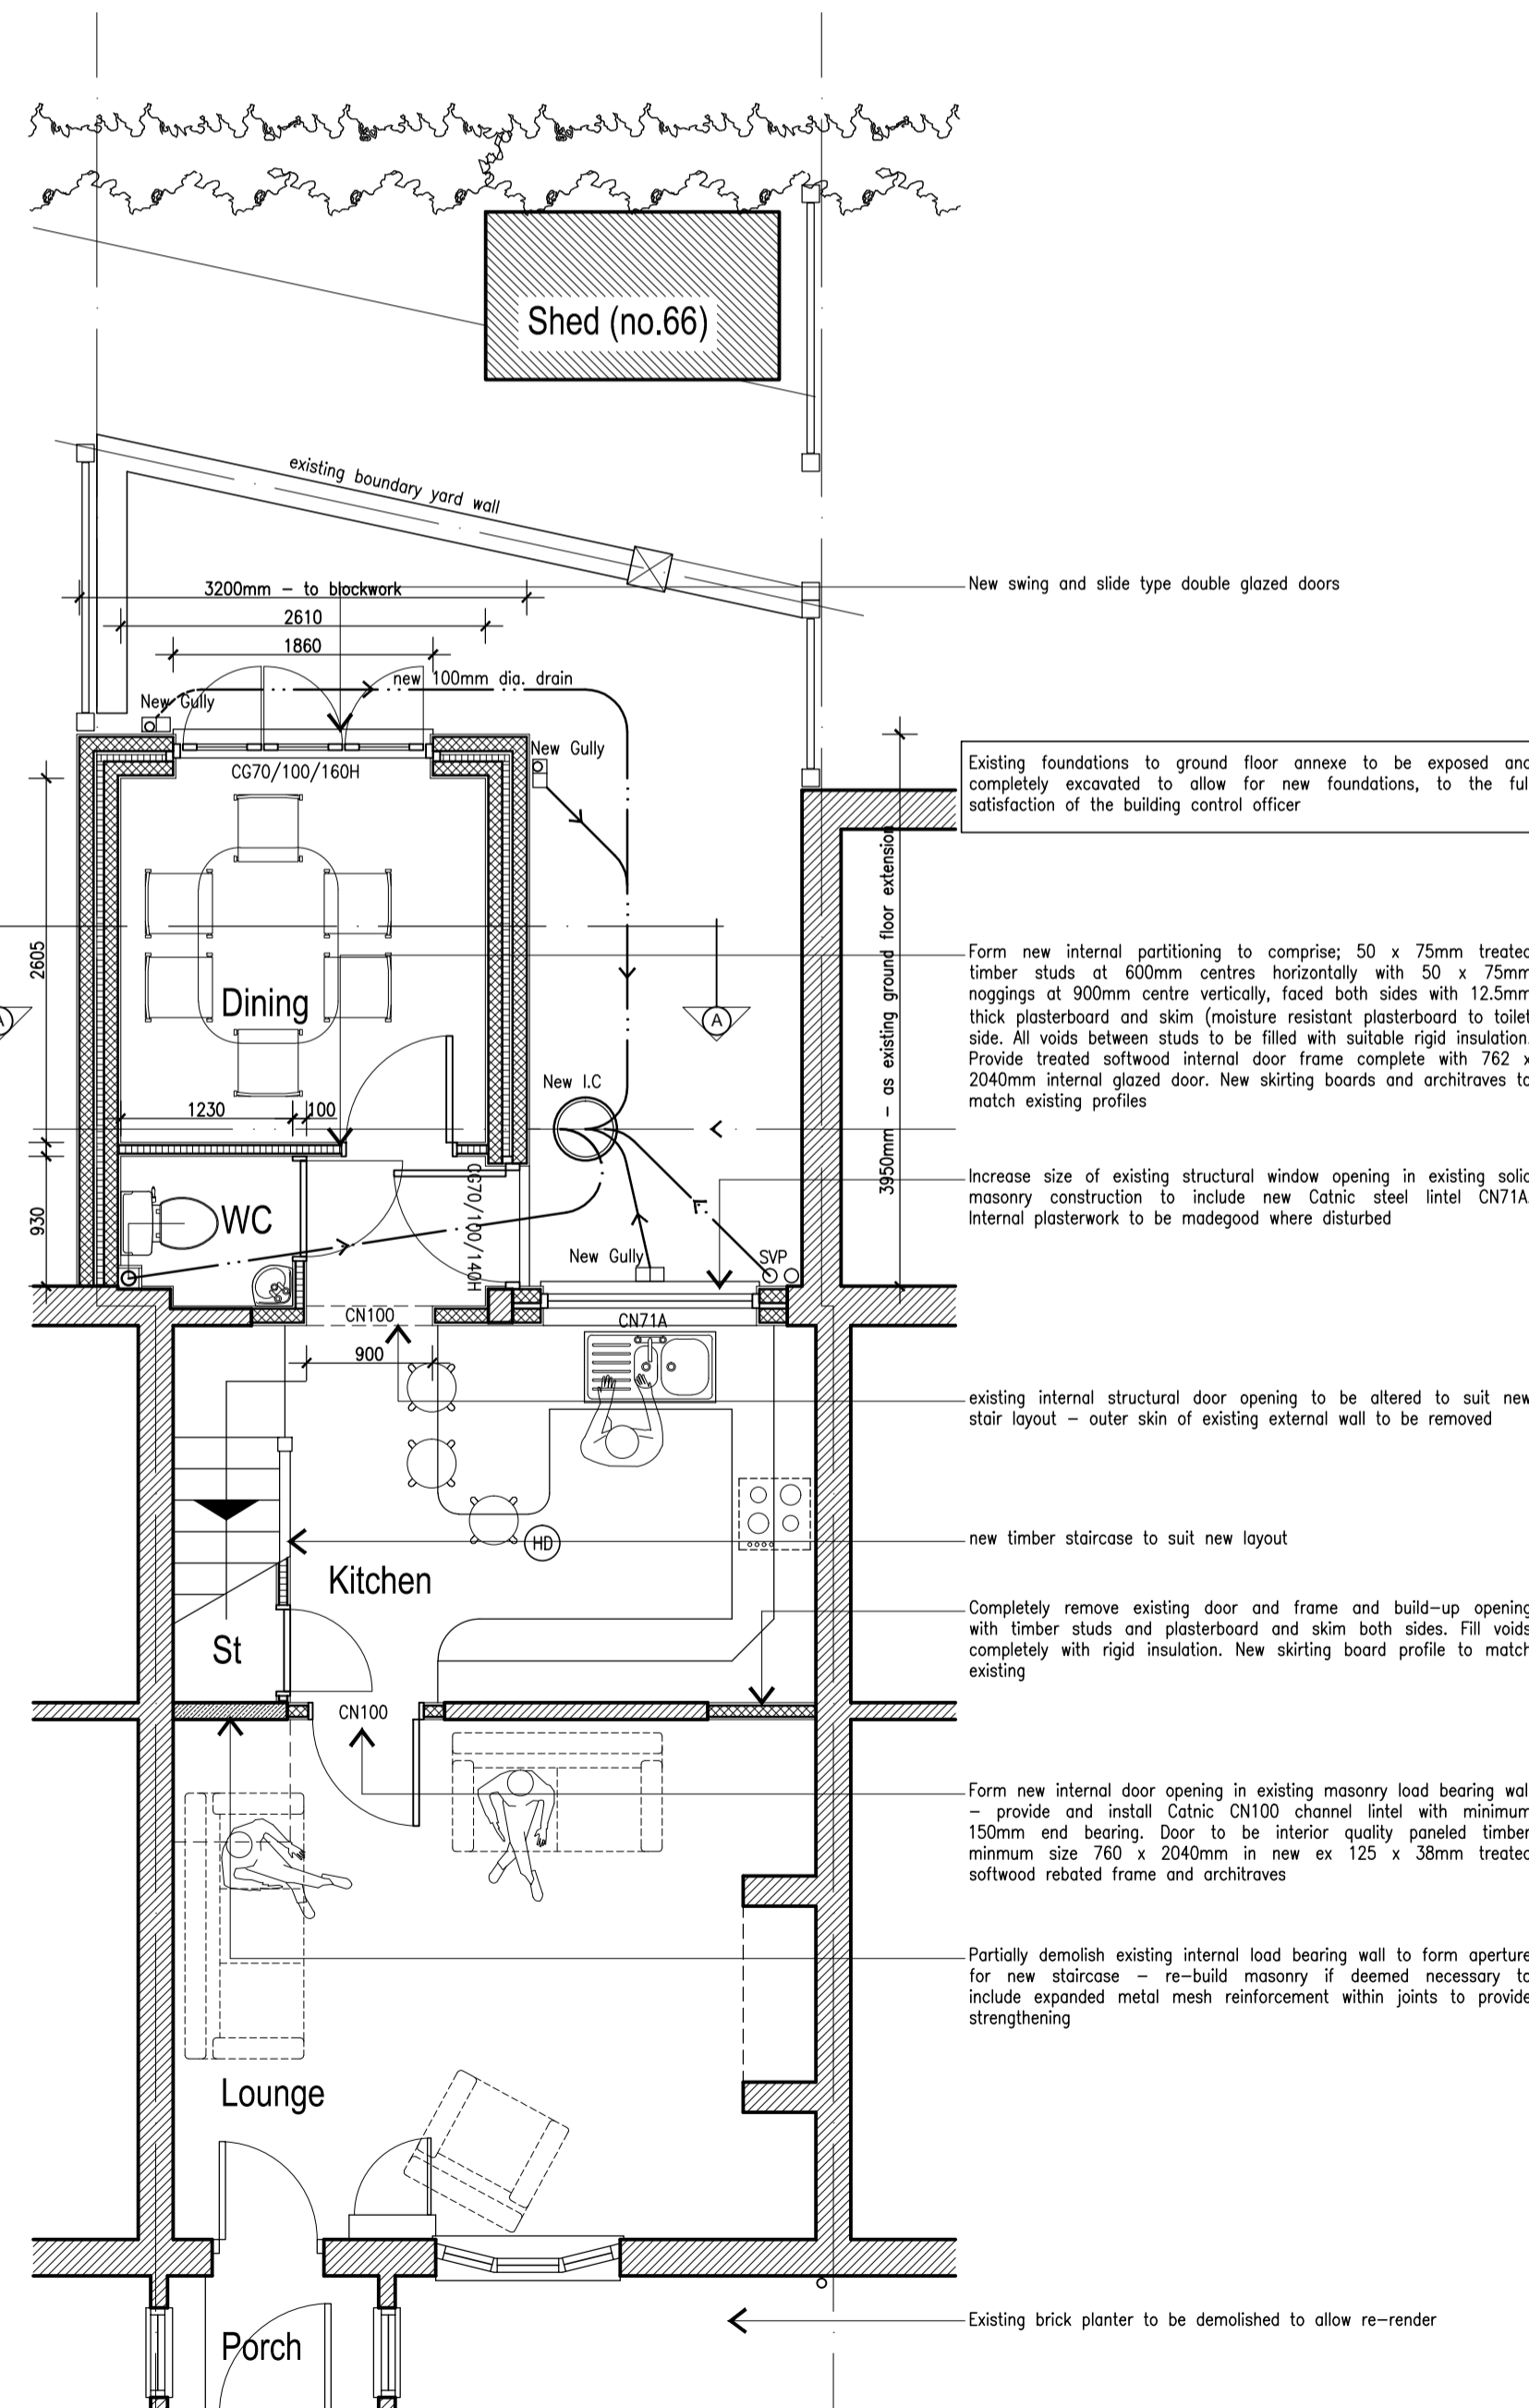 Shed (no.66)
existing boundary yard wall
3200mm – to blockwork
New swing and slide type double glazed doors
2610
1860
new 100mm dia. drain
New Gully
New Gully
CG70/100/160H
Existing foundations to ground floor annexe to be exposed and
completely excavated to allow for new foundations, to the full
satisfaction of the building control officer
3950mm – as existing ground floor extension
2605
Form new internal partitioning to comprise; 50 x 75mm treated
timber studs at 600mm centres horizontally with 50 x 75mm
noggings at 900mm centre vertically, faced both sides with 12.5mm
thick plasterboard and skim (moisture resistant plasterboard to toilet
side. All voids between studs to be filled with suitable rigid insulation.
Provide treated softwood internal door frame complete with 762 x
2040mm internal glazed door. New skirting boards and architraves to
match existing profiles
Dining
A
A
New I.C
1230
100
930
WC
CG70/100/140H
Increase size of existing structural window opening in existing solid
masonry construction to include new Catnic steel lintel CN71A.
Internal plasterwork to be madegood where disturbed
New Gully
SVP
CN100
CN71A
900
existing internal structural door opening to be altered to suit new
stair layout – outer skin of existing external wall to be removed
HD
new timber staircase to suit new layout
Kitchen
St
Completely remove existing door and frame and build–up opening
with timber studs and plasterboard and skim both sides. Fill voids
completely with rigid insulation. New skirting board profile to match
existing
CN100
Form new internal door opening in existing masonry load bearing wall
– provide and install Catnic CN100 channel lintel with minimum
150mm end bearing. Door to be interior quality paneled timber
minmum size 760 x 2040mm in new ex 125 x 38mm treated
softwood rebated frame and architraves
Partially demolish existing internal load bearing wall to form aperture
for new staircase – re–build masonry if deemed necessary to
include expanded metal mesh reinforcement within joints to provide
strengthening
Lounge
Existing brick planter to be demolished to allow re–render
Porch